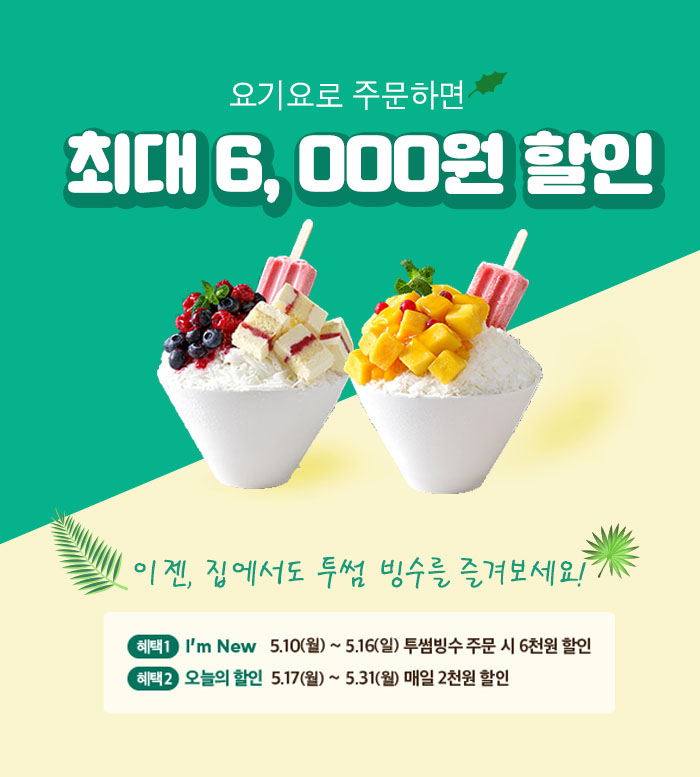 요기요로 주문하면
최대 6, 000원 할인
이젠, 집에서도 투썸 빙수를 즐겨보세요!
혜택1 I'm New 5.10(월) ~ 5.16(일) 투썸빙수 주문 시 6천원 할인
혜택2 오늘의 할인 5.17(월) ~ 5.31(월) 매일 2천원 할인